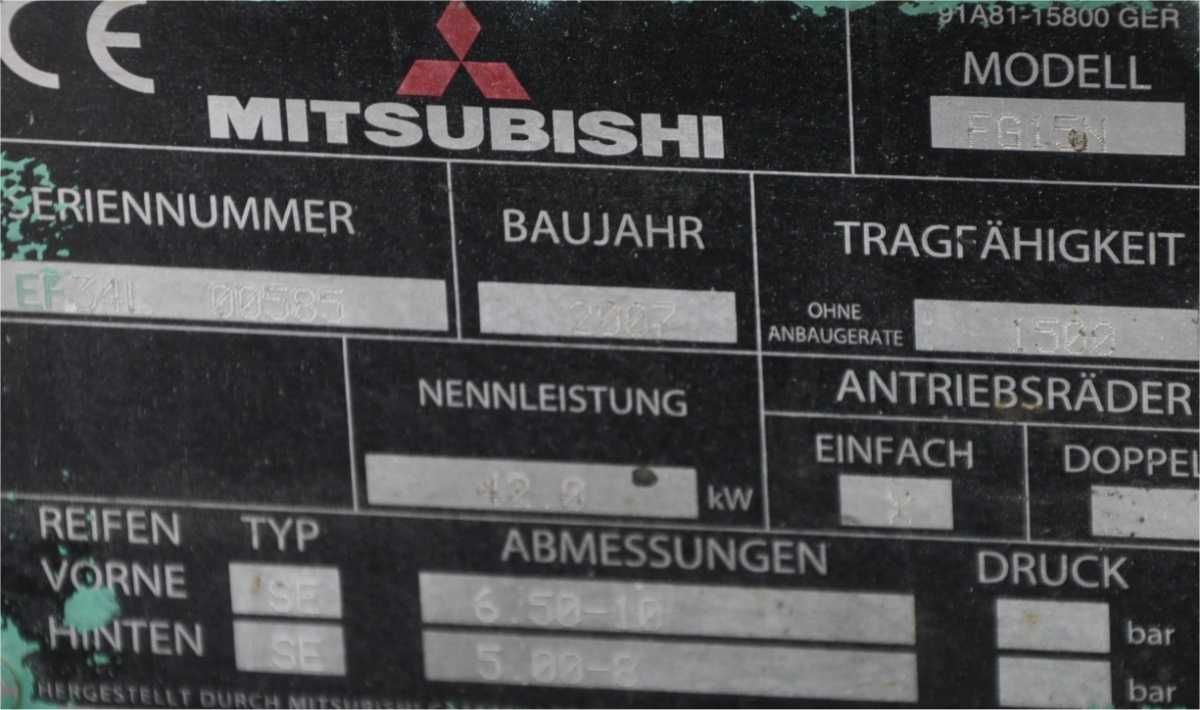 CE
MITSUBISHI
91A81-15800 GER
MODELL
FG15N
SERIENNUMMER
EF34L 00585
BAUJAHR
2007
TRAGFÄHIGKEIT
OHNE
ANBAUGERATE
1500
NENNLEISTUNG
42.0 kW
ANTRIEBSRÄDER
EINFACH
X
DOPPEL
REIFEN TYP ABMESSUNGEN DRUCK
VORNE SE 6.50-10 bar
HINTEN SE 5.00-8 bar
HERGESTELLT DURCH MITSUBISHI